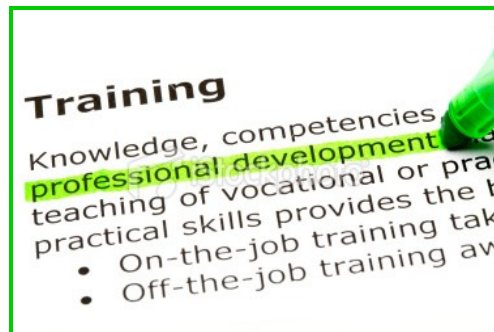 Training
Knowledge, competencies,
professional development
teaching of vocational or
practical skills provides the
On-the-job training
Off-the-job training